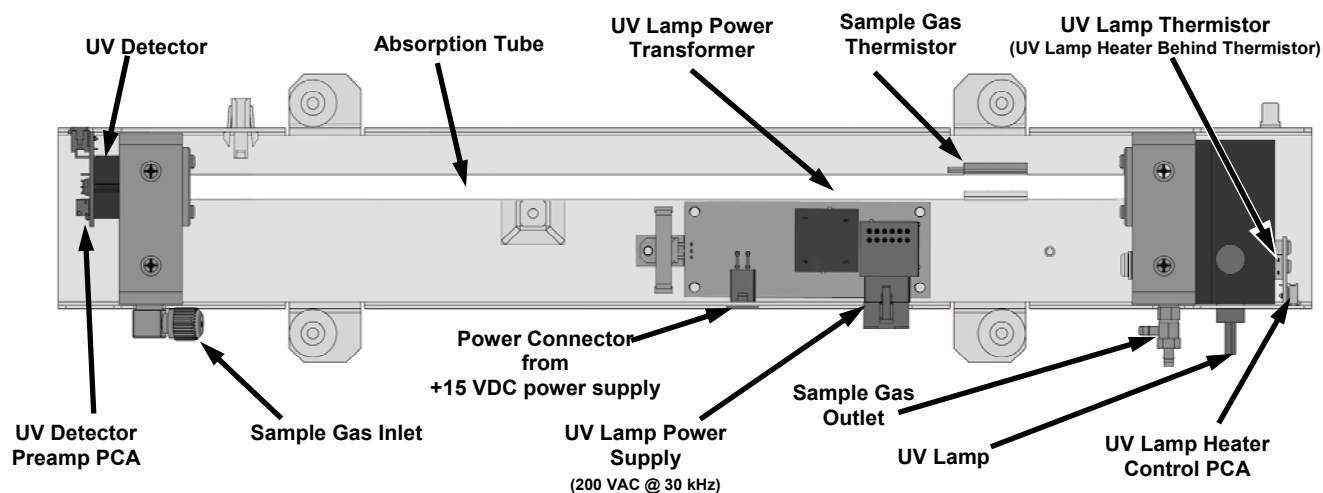 UV Detector
Absorption Tube
UV Lamp Power
Transformer
Sample Gas
Thermistor
UV Lamp Thermistor
(UV Lamp Heater Behind Thermistor)
Power Connector
from
+15 VDC power supply
UV Detector
Preamp PCA
Sample Gas Inlet
UV Lamp Power
Supply
(200 VAC @ 30 kHz)
Sample Gas
Outlet
UV Lamp
UV Lamp Heater
Control PCA